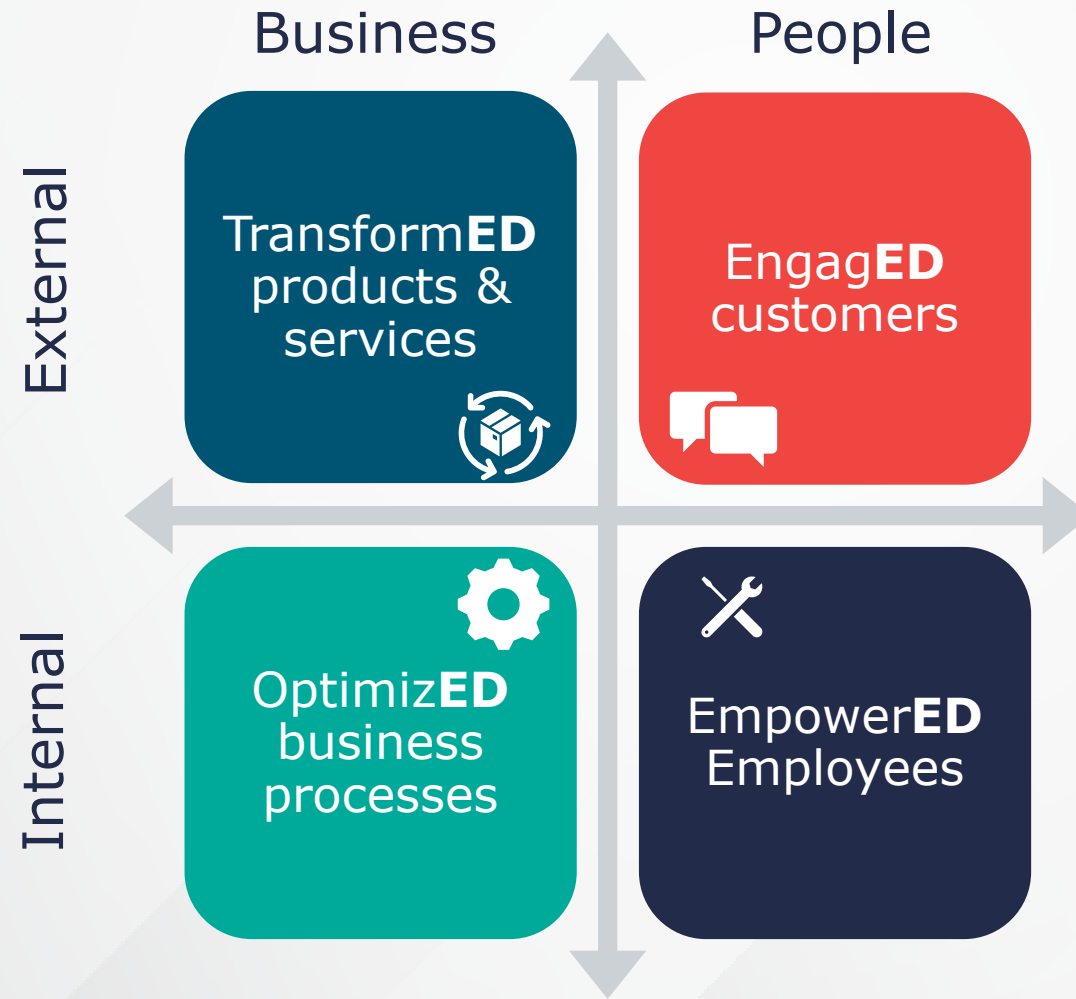 Business
People
External
TransformED
products &
services
EngagED
customers
Internal
OptimizED
business
processes
EmpowerED
Employees